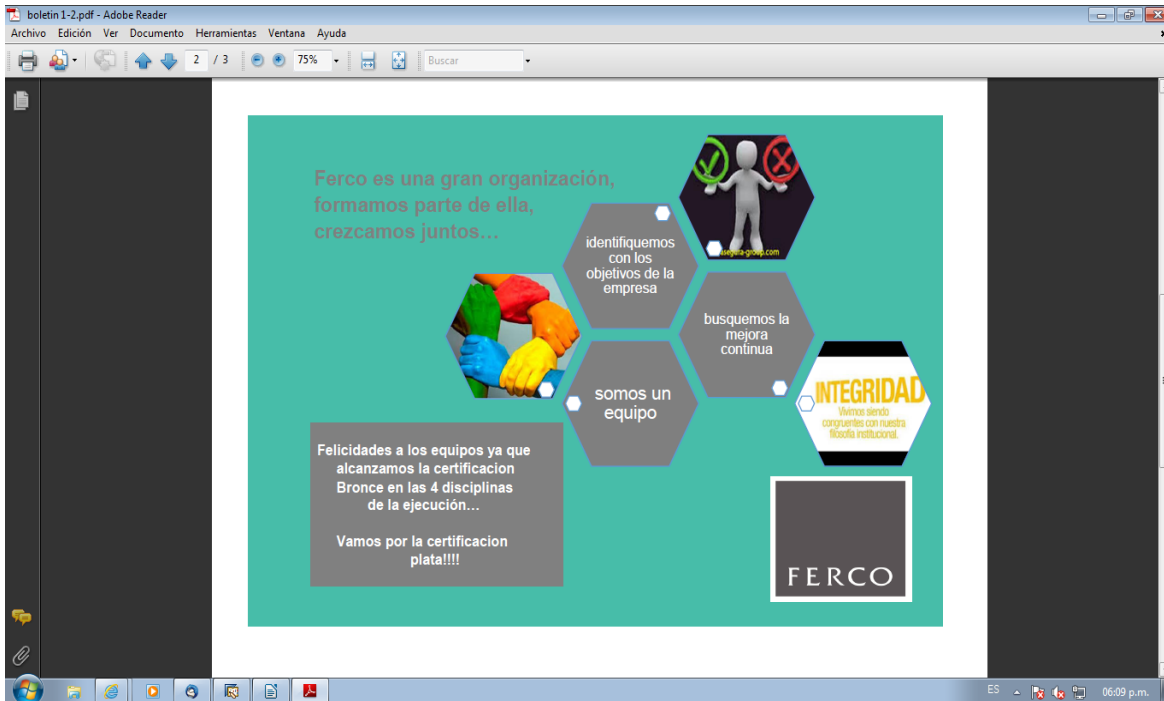 boletin 1-2.pdf - Adobe Reader
Archivo Edición Ver Documento Herramientas Ventana Ayuda
2 / 3 75% Buscar
Ferco es una gran organización,
formamos parte de ella,
crezcamos juntos...
identifiquemos
con los
objetivos de la
empresa
asegura-group.com
busquemos la
mejora
continua
somos un
equipo
INTEGRIDAD
Vivimos siendo
congruentes con nuestra
filosofía institucional.
Felicidades a los equipos ya que
alcanzamos la certificacion
Bronce en las 4 disciplinas
de la ejecución...
Vamos por la certificacion
plata!!!!
FERCO
ES 06:09 p.m.